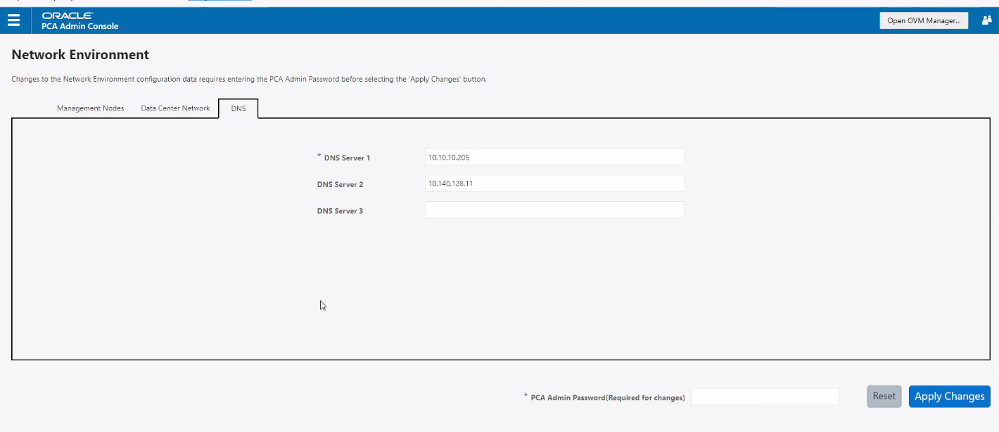 ORACLE
Open OVM Manager...
PCA Admin Console
Network Environment
Changes to the Network Environment configuration data requires entering the PCA Admin Password before selecting the 'Apply Changes' button.
Management Nodes Data Center Network DNS
* DNS Server 1 10.10.10.205
DNS Server 2 10.140.128.11
DNS Server 3
* PCA Admin Password(Required for changes) Reset Apply Changes